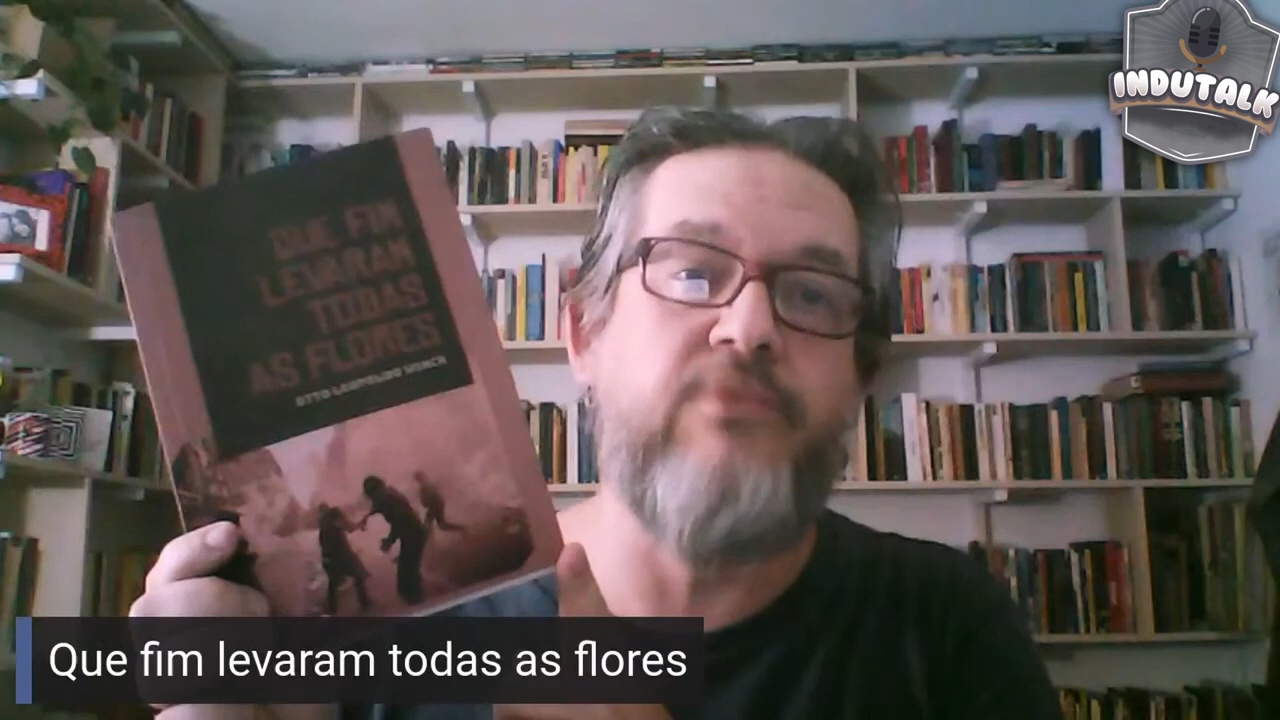 INDUTALK
QUE FIM
LEVARAM
TODAS
AS FLORES
OTTO LEOPOLDO WINCK
Que fim levaram todas as flores